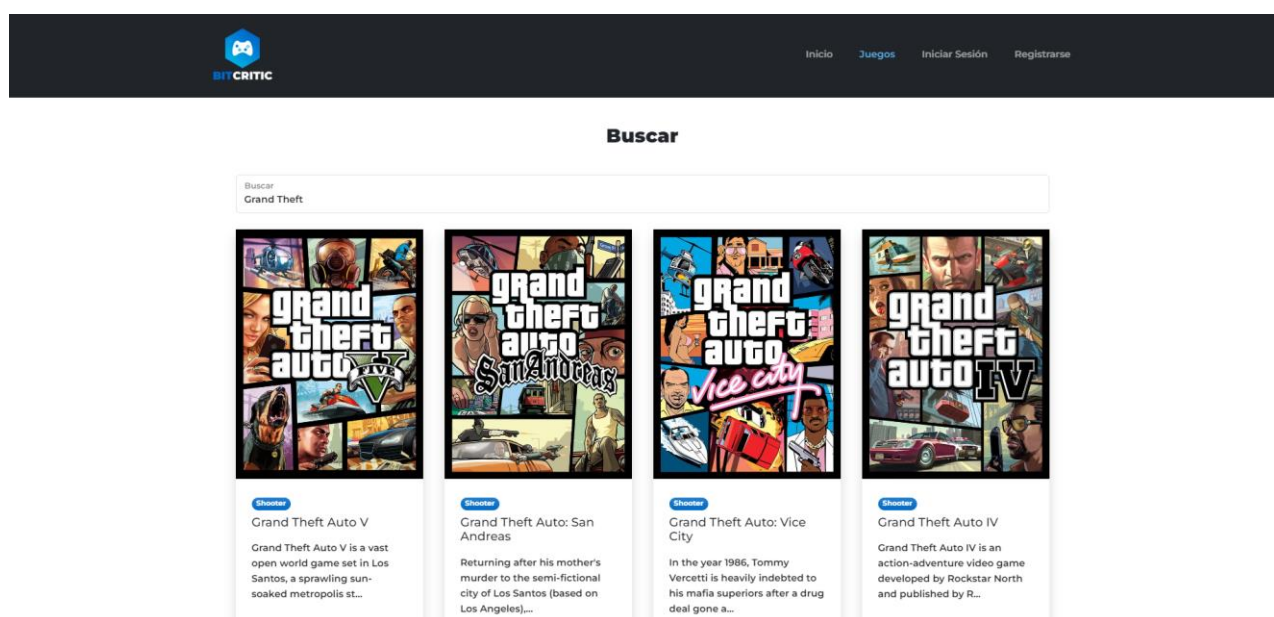 BITCRITIC
Inicio Juegos Iniciar Sesión Registrarse
Buscar
Buscar
Grand Theft
grand
theft
auto
FIVE
grand
theft
auto
San Andreas
grand
theft
auto
Vice City
grand
theft
auto IV
Shooter
Grand Theft Auto V
Grand Theft Auto V is a vast
open world game set in Los
Santos, a sprawling sun-
soaked metropolis st...
Shooter
Grand Theft Auto: San
Andreas
Returning after his mother's
murder to the semi-fictional
city of Los Santos (based on
Los Angeles),...
Shooter
Grand Theft Auto: Vice
City
In the year 1986, Tommy
Vercetti is heavily indebted to
his mafia superiors after a drug
deal gone a...
Shooter
Grand Theft Auto IV
Grand Theft Auto IV is an
action-adventure video game
developed by Rockstar North
and published by R...